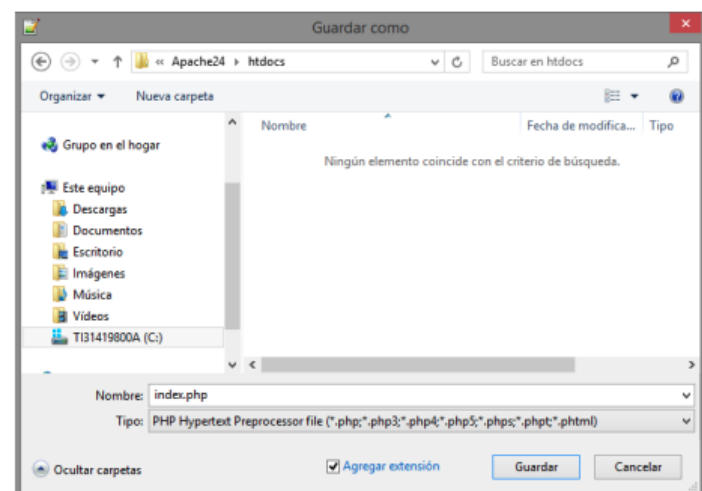 Guardar como
« Apache24 htdocs Buscar en htdocs
Organizar Nueva carpeta
Nombre Fecha de modifica... Tipo
Grupo en el hogar
Ningún elemento coincide con el criterio de búsqueda.
Este equipo
Descargas
Documentos
Escritorio
Imágenes
Música
Vídeos
TI31419800A (C:)
Nombre: index.php
Tipo: PHP Hypertext Preprocessor file (*.php;*.php3;*.php4;*.php5;*.phps;*.phpt;*.phtml)
Ocultar carpetas Agregar extensión Guardar Cancelar